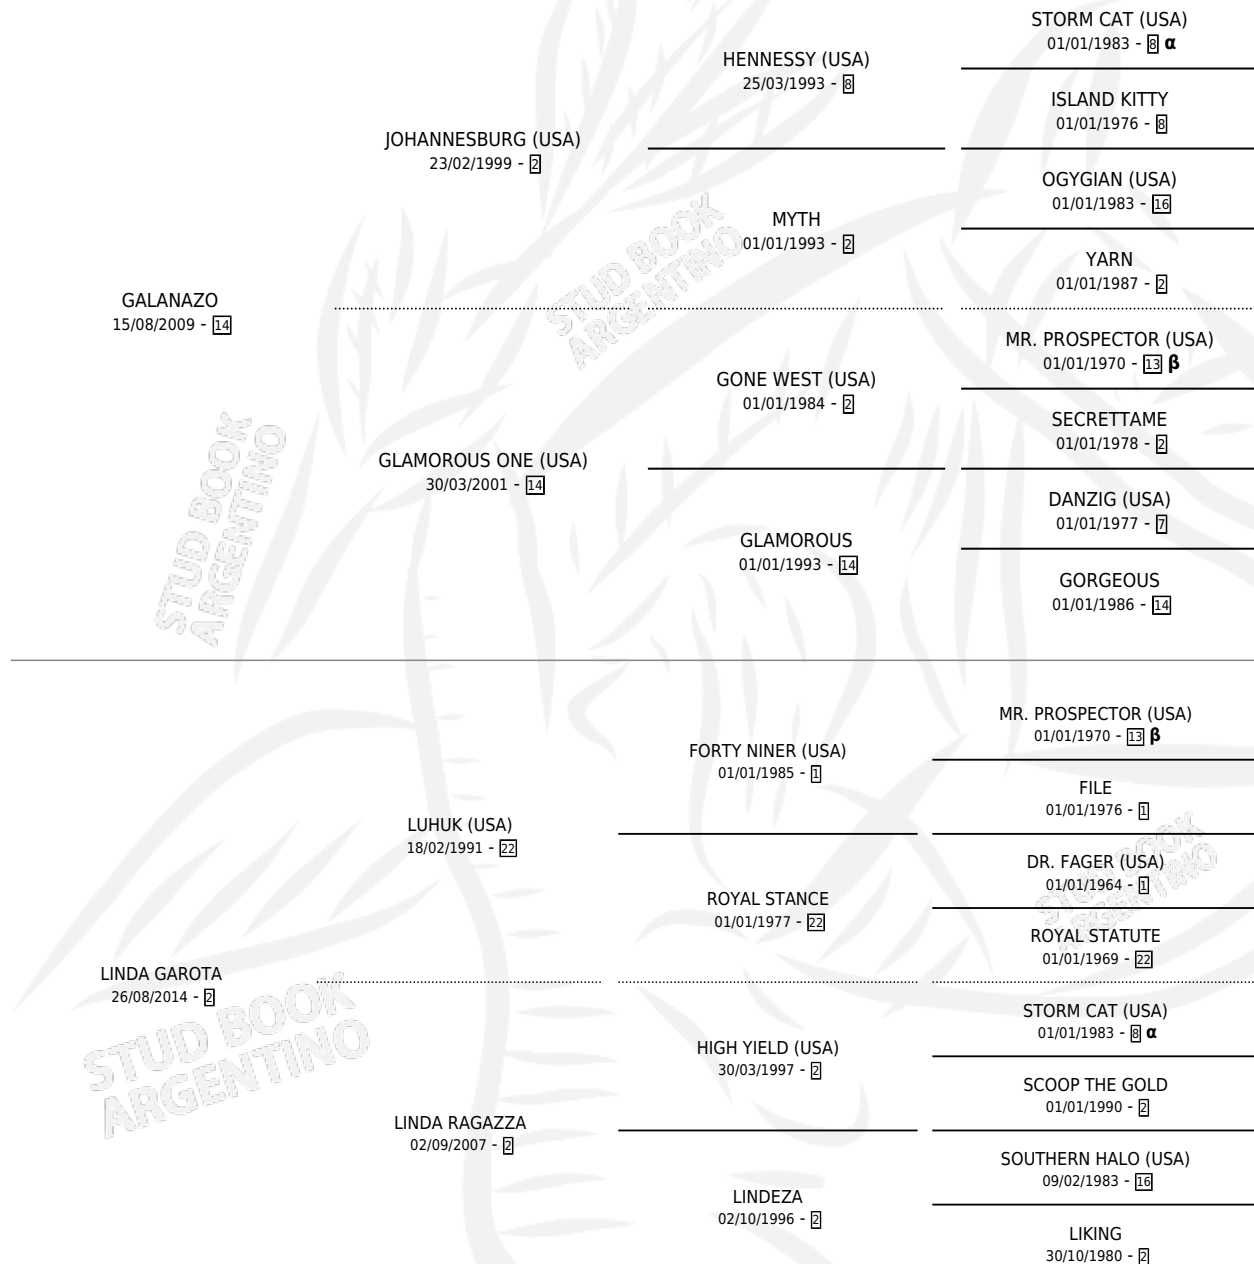 STORM CAT (USA)
01/01/1983 - 8 α
HENNESSY (USA)
25/03/1993 - 8
ISLAND KITTY
01/01/1976 - 8
JOHANNESBURG (USA)
23/02/1999 - 2
OGYGIAN (USA)
01/01/1983 - 16
MYTH
01/01/1993 - 2
YARN
01/01/1987 - 2
GALANAZO
15/08/2009 - 14
MR. PROSPECTOR (USA)
01/01/1970 - 13 β
GONE WEST (USA)
01/01/1984 - 2
SECRETTAME
01/01/1978 - 2
GLAMOROUS ONE (USA)
30/03/2001 - 14
DANZIG (USA)
01/01/1977 - 7
GLAMOROUS
01/01/1993 - 14
GORGEOUS
01/01/1986 - 14
STUD BOOK
ARGENTINO
STUD BOOK
ARGENTINO
MR. PROSPECTOR (USA)
01/01/1970 - 13 β
FORTY NINER (USA)
01/01/1985 - 1
FILE
01/01/1976 - 1
LUHUK (USA)
18/02/1991 - 22
DR. FAGER (USA)
01/01/1964 - 1
ROYAL STANCE
01/01/1977 - 22
ROYAL STATUTE
01/01/1969 - 22
STUD BOOK
ARGENTINO
LINDA GAROTA
26/08/2014 - 2
STORM CAT (USA)
01/01/1983 - 8 α
HIGH YIELD (USA)
30/03/1997 - 2
SCOOP THE GOLD
01/01/1990 - 2
STUD BOOK
ARGENTINO
LINDA RAGAZZA
02/09/2007 - 2
SOUTHERN HALO (USA)
09/02/1983 - 16
LINDEZA
02/10/1996 - 2
LIKING
30/10/1980 - 2